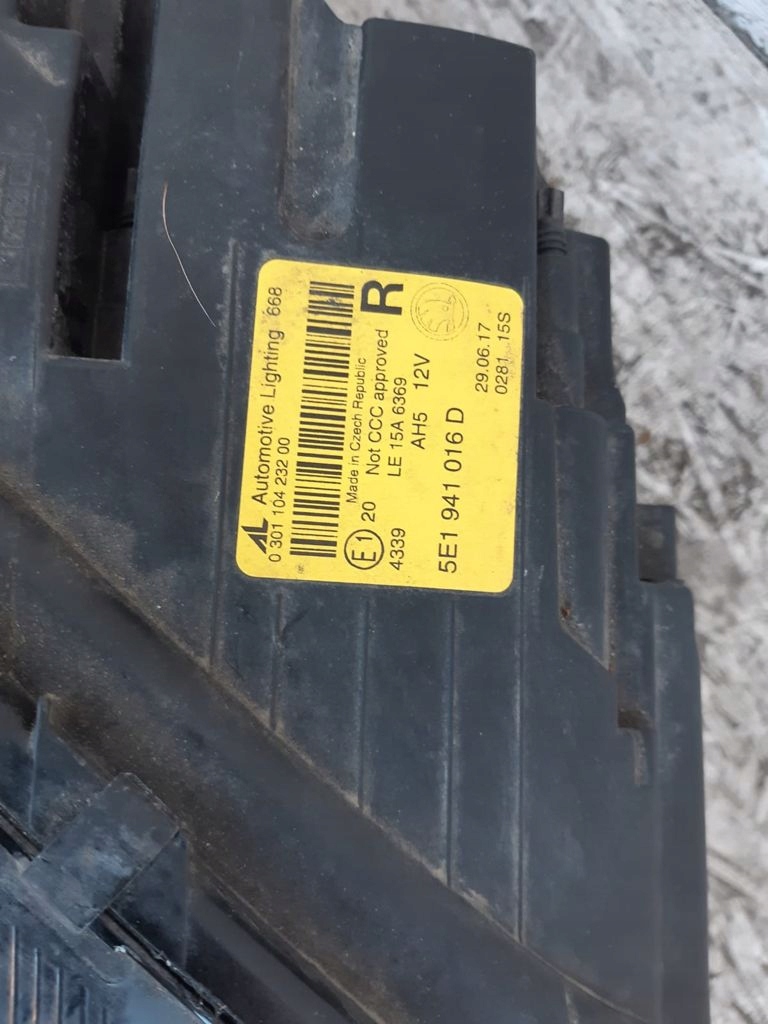 AL Automotive Lighting 668
0 301 104 232 00
R
Made in Czech Republic
E1 20 Not CCC approved
4339 LE 15A 6369
AH5 12V
5E1 941 016 D
29.06.17
0281 15S